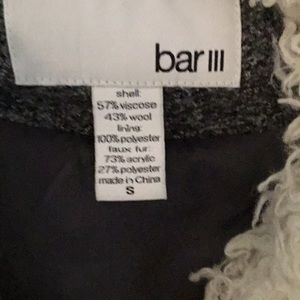 bar III
shell:
57% viscose
43% wool
lining:
100% polyester
faux fur:
73% acrylic
27% polyester
made in China
S